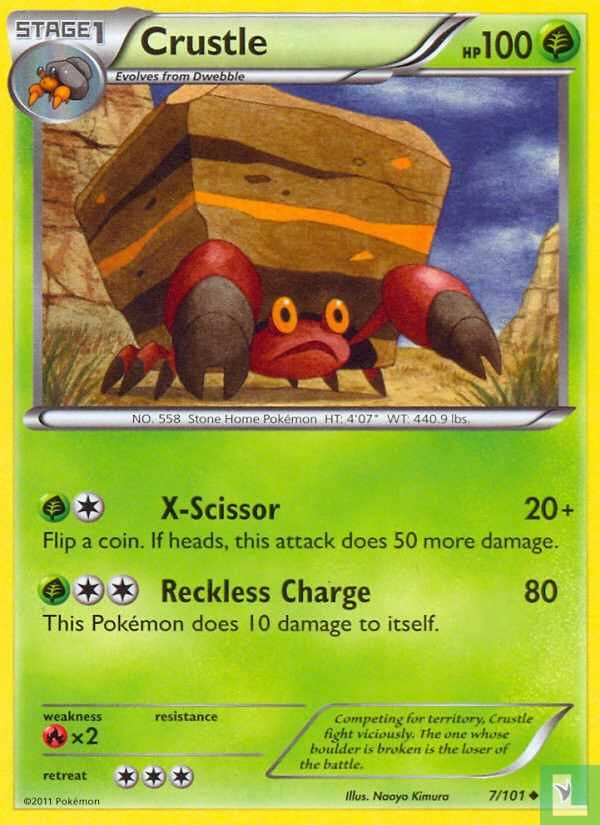 STAGE1
Crustle
HP100
Evolves from Dwebble
NO. 558 Stone Home Pokémon HT: 4'07" WT: 440.9 lbs.
X-Scissor 20+
Flip a coin. If heads, this attack does 50 more damage.
Reckless Charge 80
This Pokémon does 10 damage to itself.
weakness resistance
×2
retreat
Competing for territory, Crustle
fight viciously. The one whose
boulder is broken is the loser of
the battle.
©2011 Pokémon
Illus. Naoyo Kimura 7/101